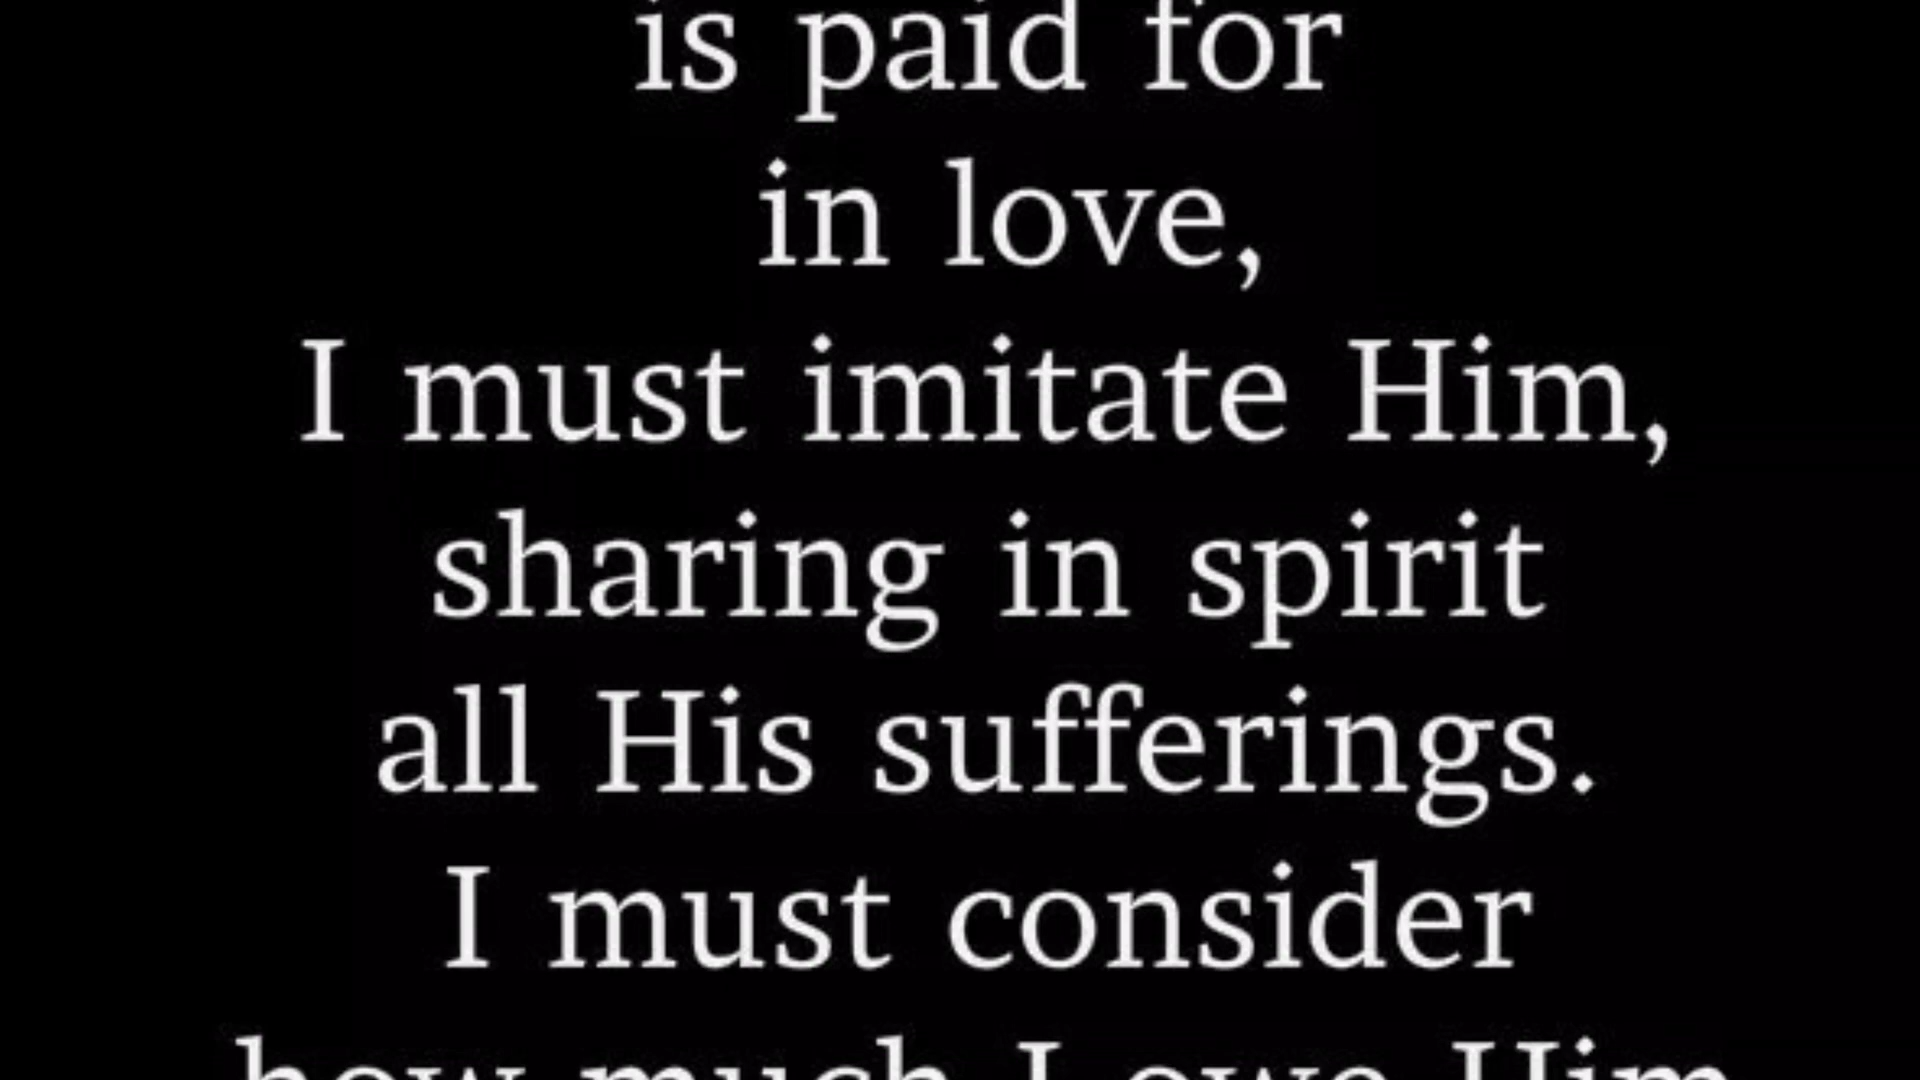 is paid for
in love,
I must imitate Him,
sharing in spirit
all His sufferings.
I must consider
how much I owe Him